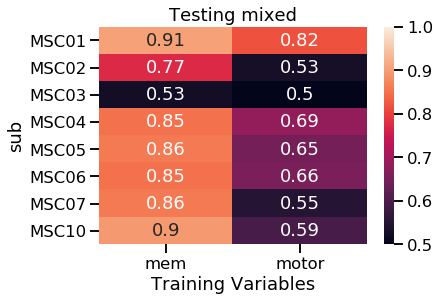 Testing mixed
sub
MSC01 0.91 0.82
MSC02 0.77 0.53
MSC03 0.53 0.5
MSC04 0.85 0.69
MSC05 0.86 0.65
MSC06 0.85 0.66
MSC07 0.86 0.55
MSC10 0.9 0.59
mem motor
Training Variables
1.0
0.9
0.8
0.7
0.6
0.5